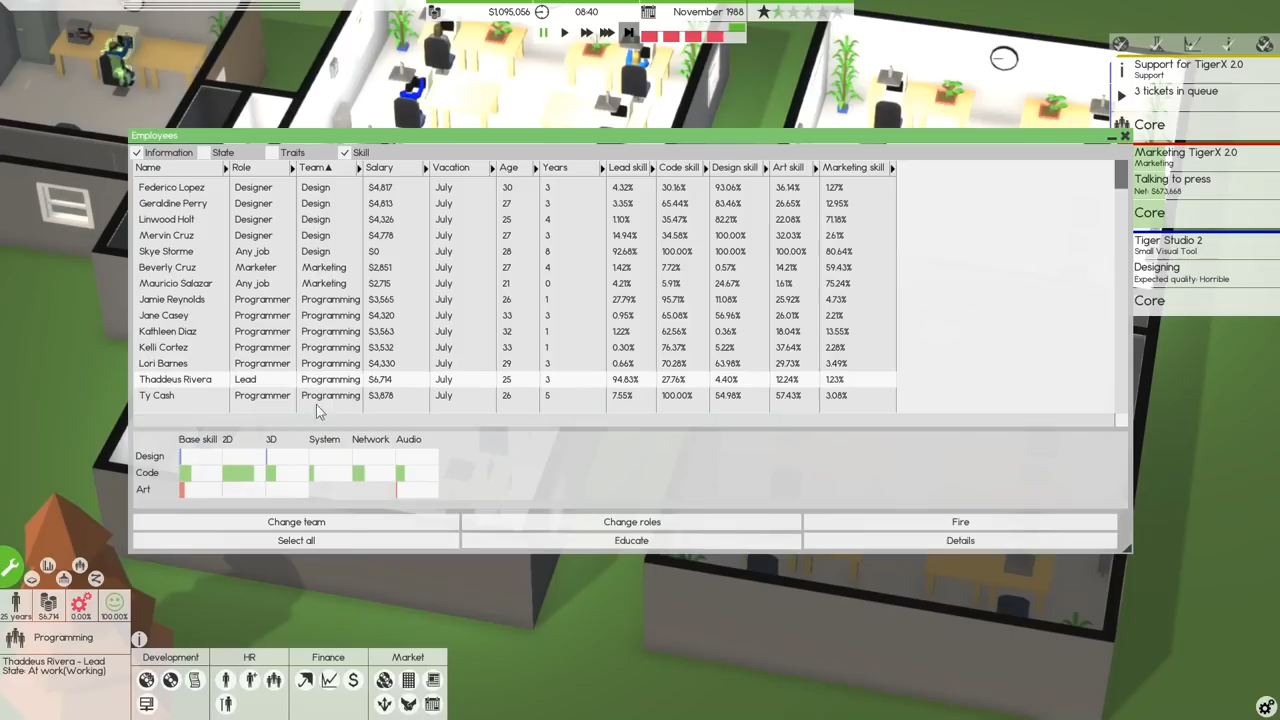 $1,095,056 08:40 November 1988
Support for TigerX 2.0
Support
3 tickets in queue
Core
Marketing TigerX 2.0
Marketing
Talking to press
Net: $673,668
Core
Tiger Studio 2
Small Visual Tool
Designing
Expected quality: Horrible
Core
Employees
Information State Traits Skill
Name Role Team Salary Vacation Age Years Lead skill Code skill Design skill Art skill Marketing skill
Federico Lopez Designer Design $4,817 July 30 3 4.32% 30.16% 93.06% 36.14% 1.27%
Geraldine Perry Designer Design $4,813 July 27 3 3.35% 65.44% 83.46% 26.65% 12.95%
Linwood Holt Designer Design $4,326 July 25 4 1.10% 35.47% 82.21% 22.08% 71.18%
Mervin Cruz Designer Design $4,778 July 27 3 14.94% 34.58% 100.00% 32.03% 2.61%
Skye Storme Any job Design $0 July 28 8 92.68% 100.00% 100.00% 100.00% 80.64%
Beverly Cruz Marketer Marketing $2,851 July 27 4 1.42% 7.72% 0.57% 14.21% 59.43%
Mauricio Salazar Any job Marketing $2,715 July 21 0 4.21% 5.91% 24.67% 1.61% 75.24%
Jamie Reynolds Programmer Programming $3,565 July 26 1 27.79% 95.71% 11.08% 25.92% 4.73%
Jane Casey Programmer Programming $4,320 July 33 3 0.95% 65.08% 56.96% 26.01% 2.21%
Kathleen Diaz Programmer Programming $3,563 July 32 1 1.22% 62.56% 0.36% 18.04% 13.55%
Kelli Cortez Programmer Programming $3,532 July 33 1 0.30% 76.37% 5.22% 37.64% 2.28%
Lori Barnes Programmer Programming $4,330 July 29 3 0.66% 70.28% 63.98% 29.73% 3.49%
Thaddeus Rivera Lead Programming $6,714 July 25 3 94.83% 27.76% 4.40% 12.24% 1.23%
Ty Cash Programmer Programming $3,878 July 26 5 7.55% 100.00% 54.98% 57.43% 3.08%
Base skill 2D 3D System Network Audio
Design
Code
Art
Change team Change roles Fire
Select all Educate Details
25 years $6,714 0.00% 100.00%
Programming
Thaddeus Rivera - Lead
State: At work(Working)
Development HR Finance Market